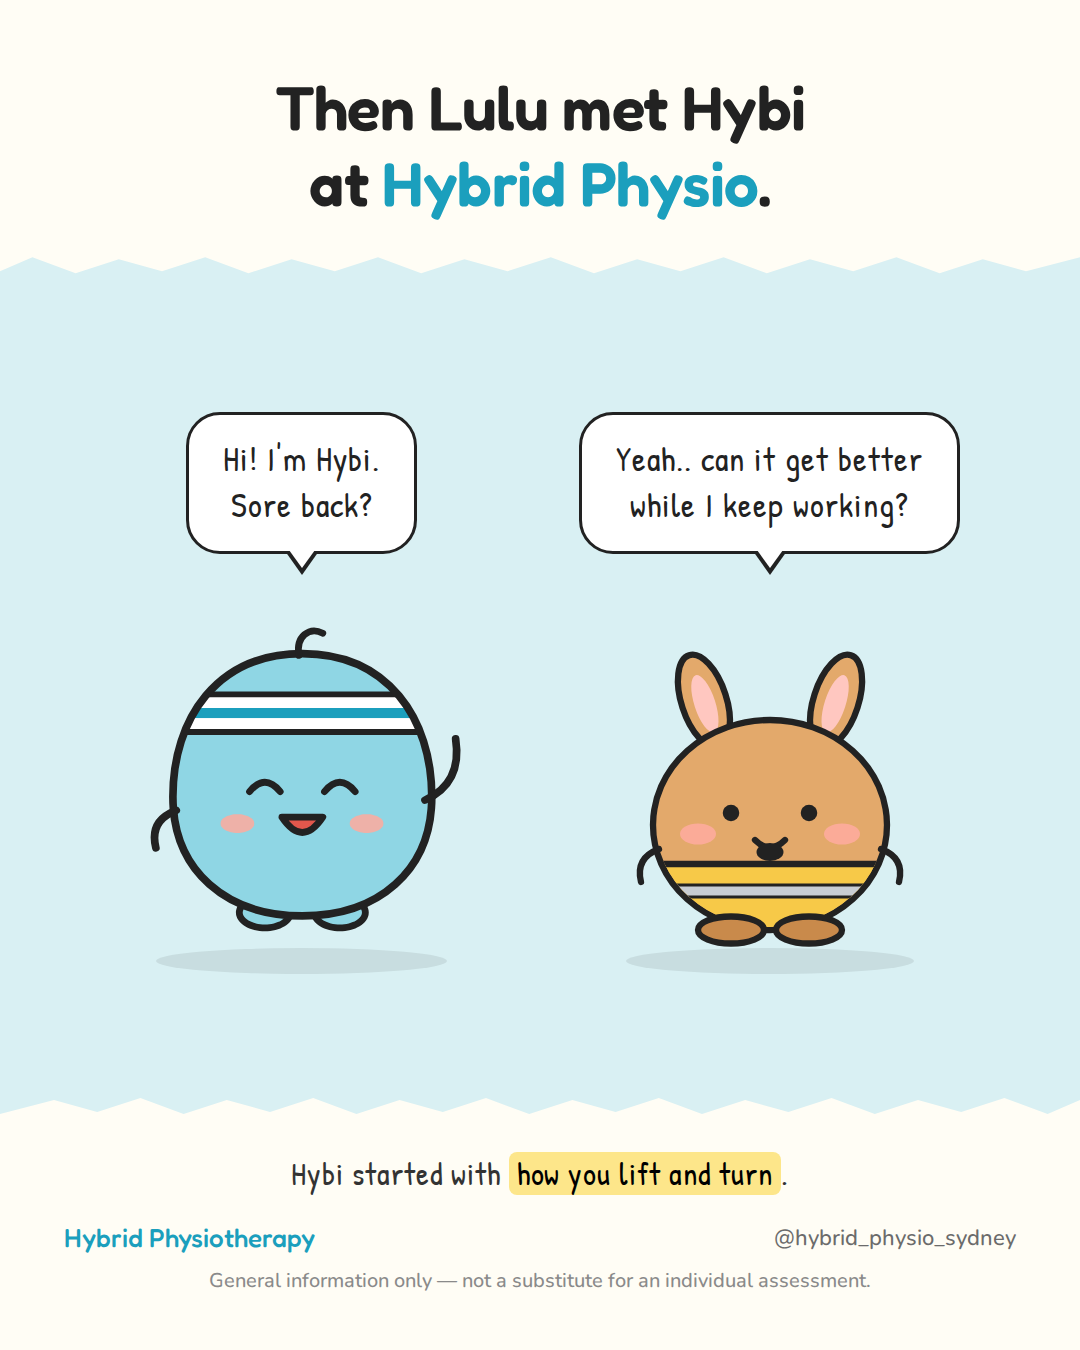 Then Lulu met Hybi
at Hybrid Physio.
Hi! I'm Hybi.
Sore back?
Yeah.. can it get better
while I keep working?
Hybi started with how you lift and turn.
Hybrid Physiotherapy
@hybrid_physio_sydney
General information only — not a substitute for an individual assessment.